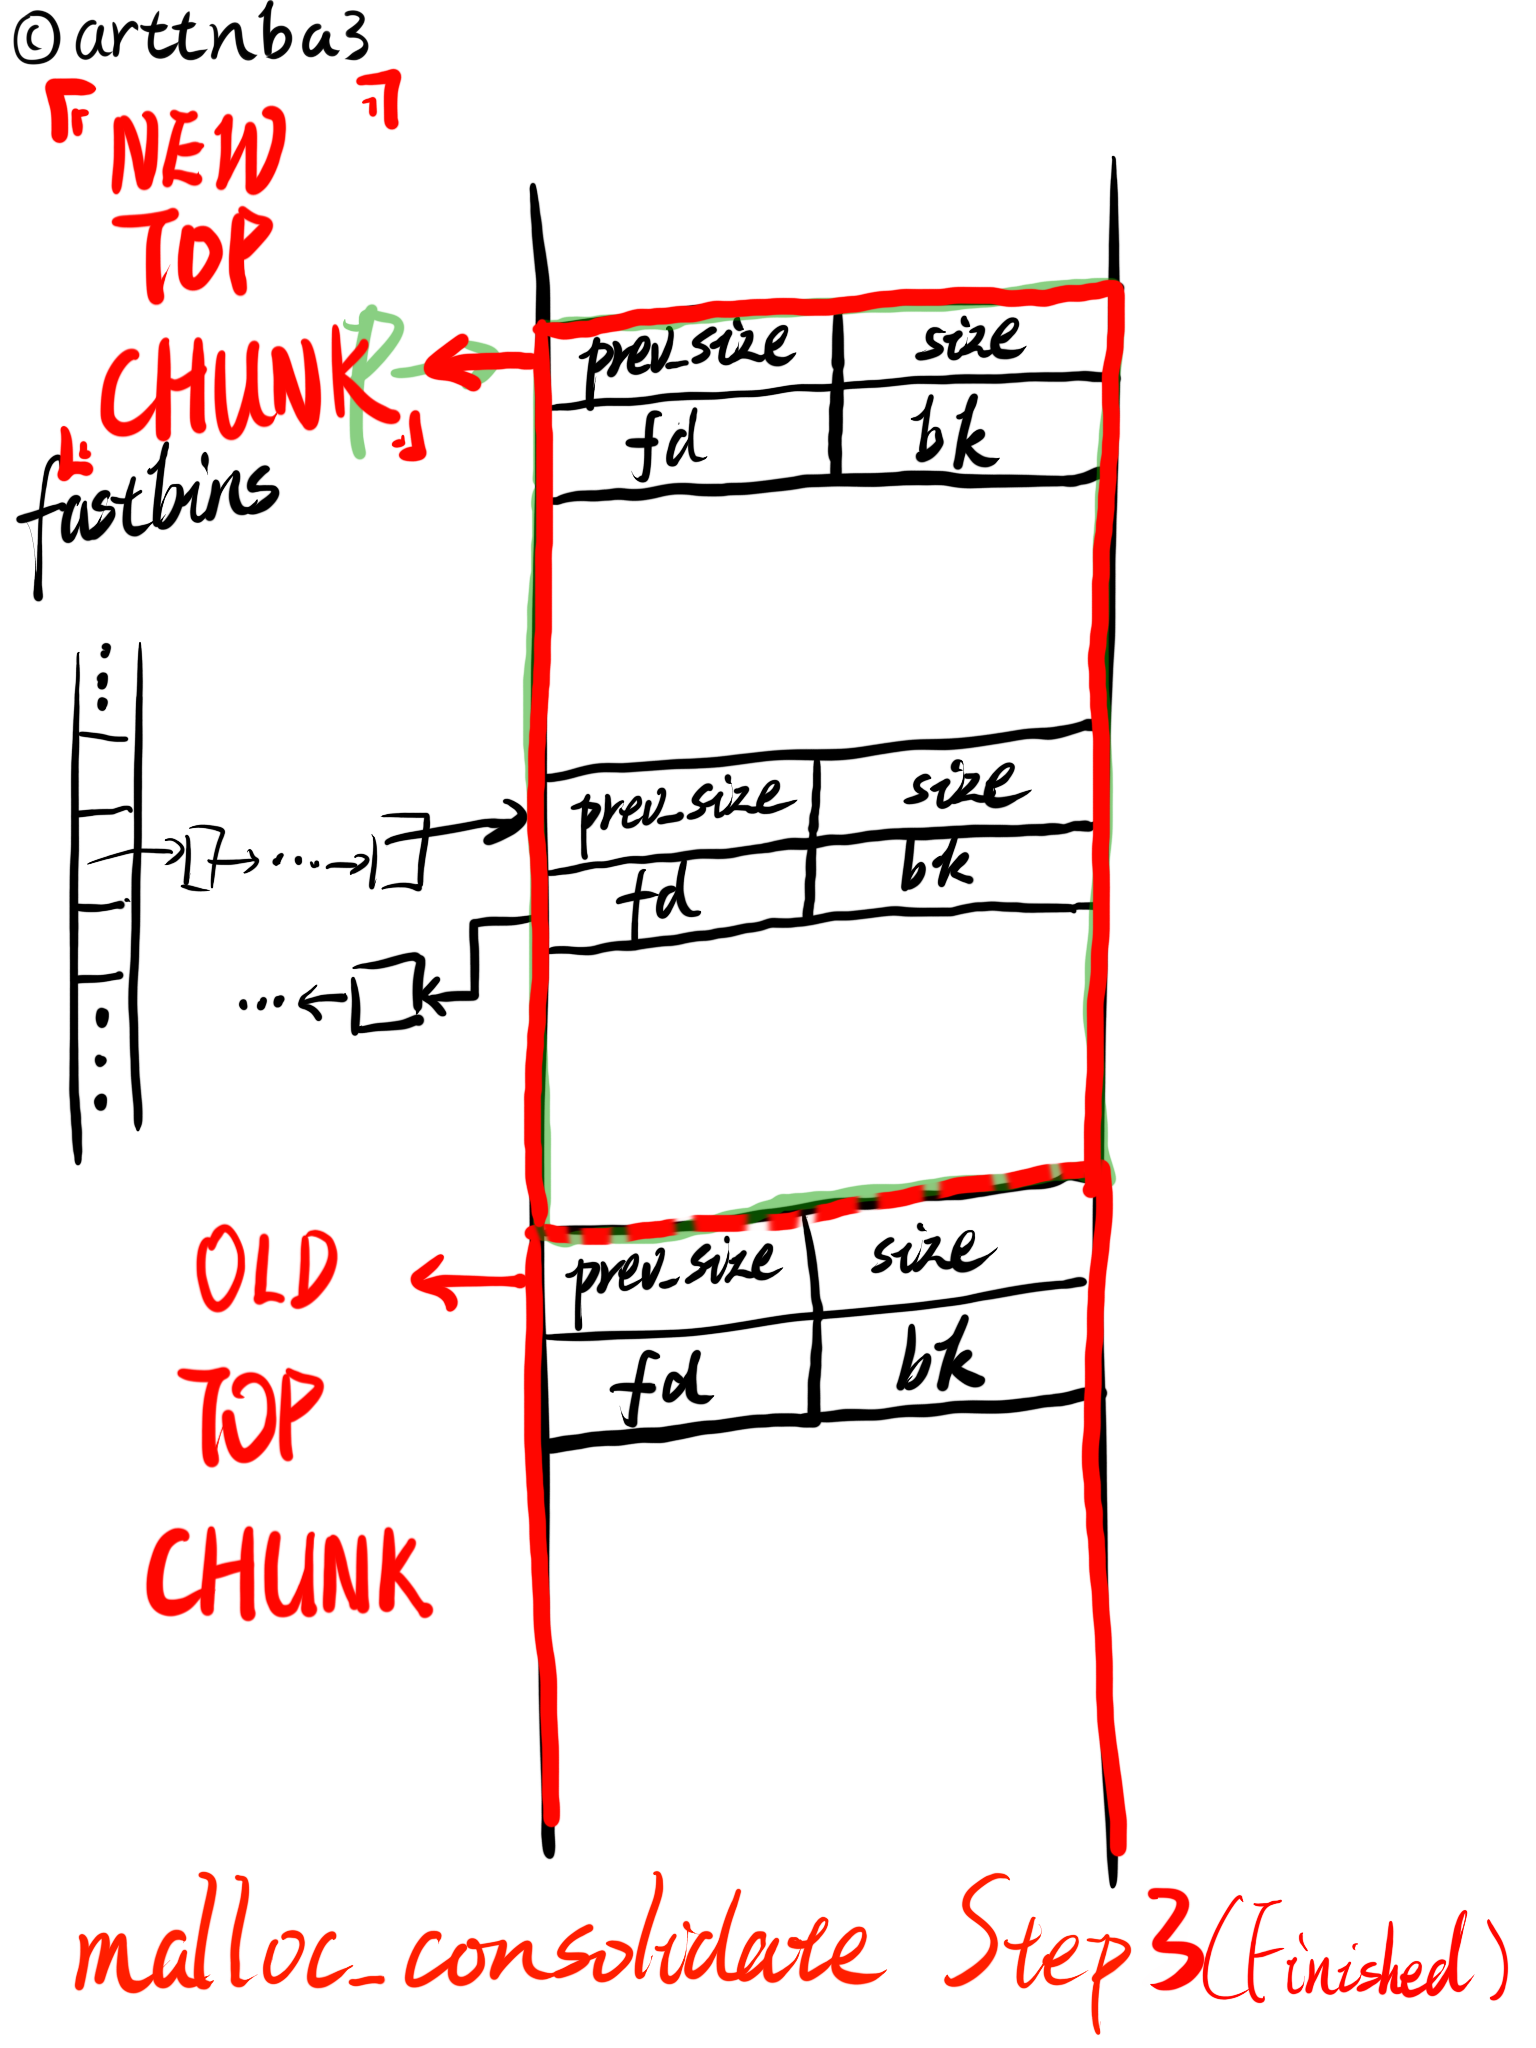 ©arttnba3
『NEW
TOP
CHUNK』
P
fastbins
prev_size size
fd bk
prev_size size
fd bk
OLD
TOP
CHUNK
prev_size size
fd bk
malloc_consolidate Step3(Finished)